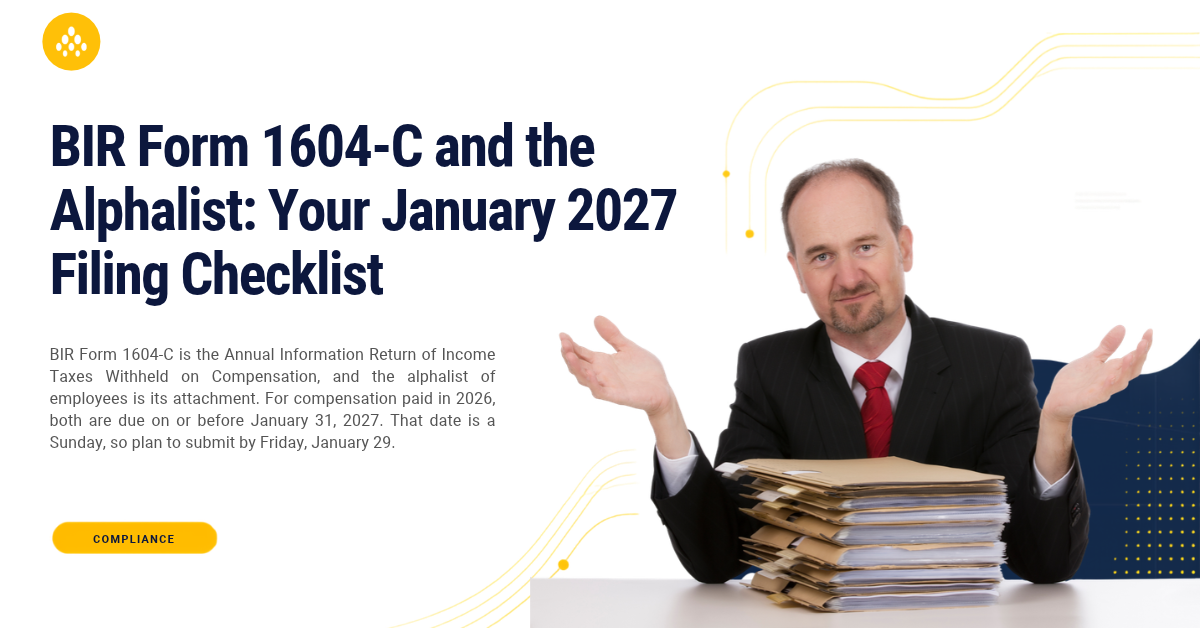 BIR Form 1604-C and the
Alphalist: Your January 2027
Filing Checklist
BIR Form 1604-C is the Annual Information Return of Income
Taxes Withheld on Compensation, and the alphalist of
employees is its attachment. For compensation paid in 2026,
both are due on or before January 31, 2027. That date is a
Sunday, so plan to submit by Friday, January 29.
COMPLIANCE